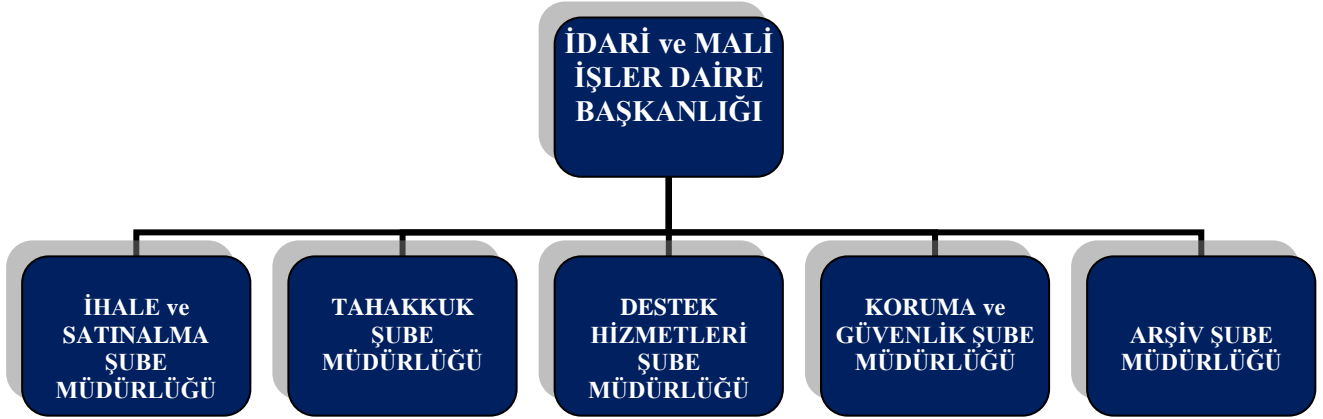 İDARİ ve MALİ
İŞLER DAİRE
BAŞKANLIĞI
İHALE ve
SATINALMA
ŞUBE
MÜDÜRLÜĞÜ
TAHAKKUK
ŞUBE
MÜDÜRLÜĞÜ
DESTEK
HİZMETLERİ
ŞUBE
MÜDÜRLÜĞÜ
KORUMA ve
GÜVENLİK ŞUBE
MÜDÜRLÜĞÜ
ARŞİV ŞUBE
MÜDÜRLÜĞÜ